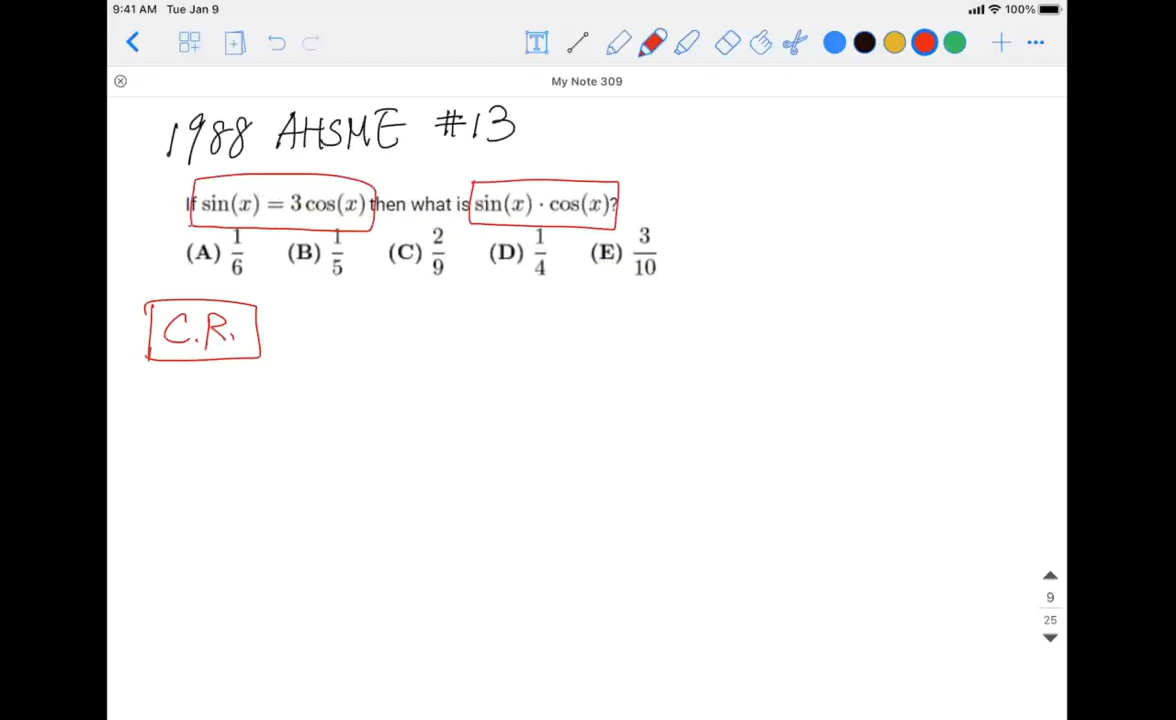 9:41 AM Tue Jan 9 100%
T
My Note 309
1988 AHSME #13
If sin(x) = 3 cos(x) then what is sin(x) · cos(x)?
(A) 1/6 (B) 1/5 (C) 2/9 (D) 1/4 (E) 3/10
C.R.
9
25